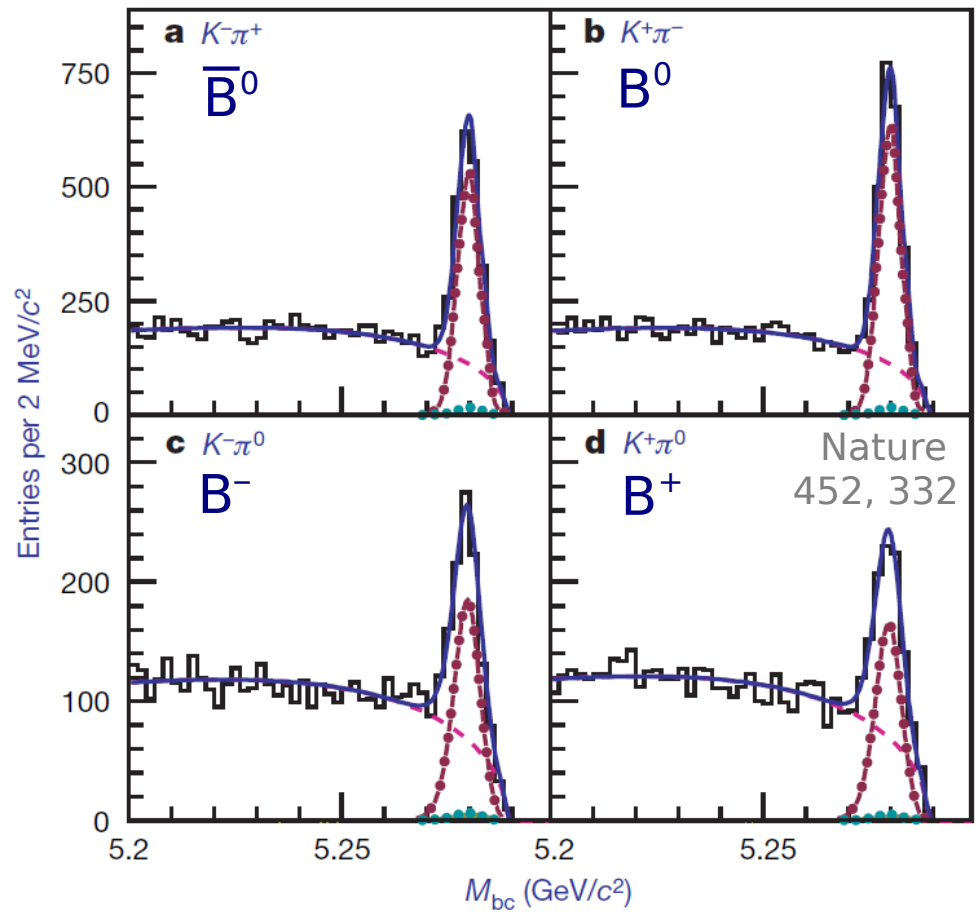 a K⁻π⁺
B̄⁰
b K⁺π⁻
B⁰
750
500
250
0
c K⁻π⁰
B⁻
d K⁺π⁰
B⁺
Nature
452, 332
300
200
100
0
5.2
5.25
5.2
5.25
Entries per 2 MeV/c²
M_bc (GeV/c²)